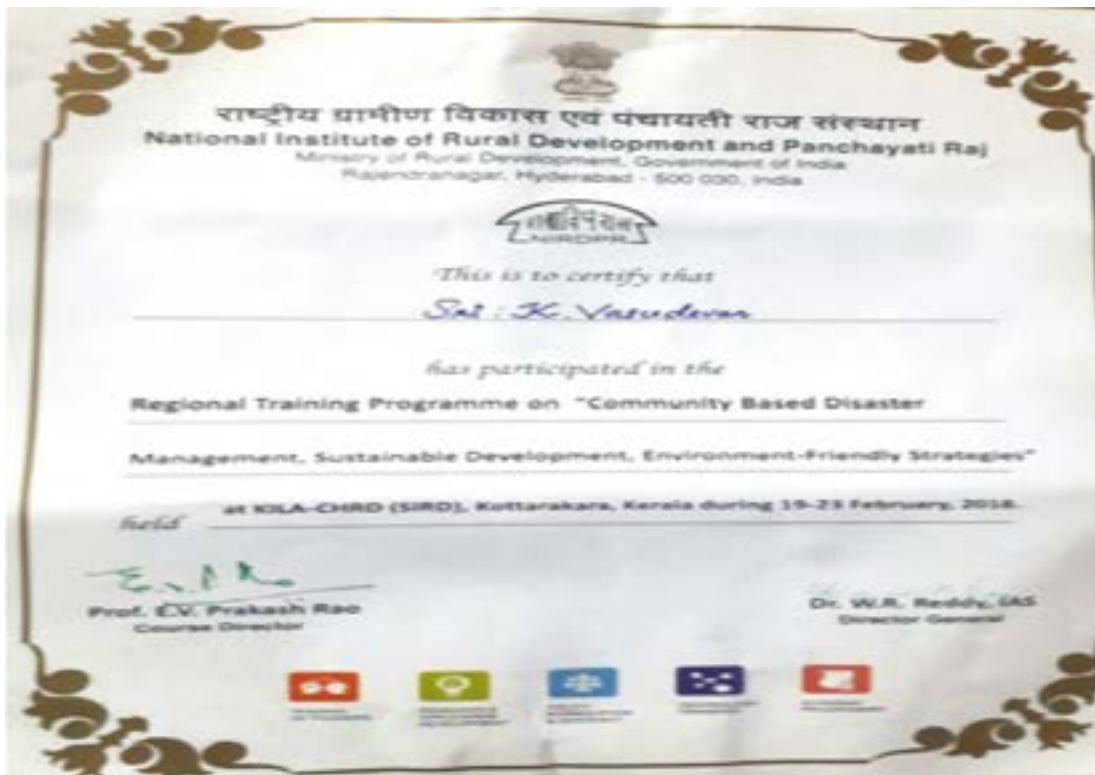 राष्ट्रीय ग्रामीण विकास एवं पंचायती राज संस्थान
National Institute of Rural Development and Panchayati Raj
Ministry of Rural Development, Government of India
Rajendranagar, Hyderabad - 500 030, India
NIRDPR
This is to certify that
Sri : K. Vasudevan
has participated in the
Regional Training Programme on "Community Based Disaster
Management, Sustainable Development, Environment-Friendly Strategies"
held at KILA-CHRD (SIRD), Kottarakara, Kerala during 19-23 February, 2018.
Prof. E.V. Prakash Rao
Course Director
Dr. W.R. Reddy, IAS
Director General